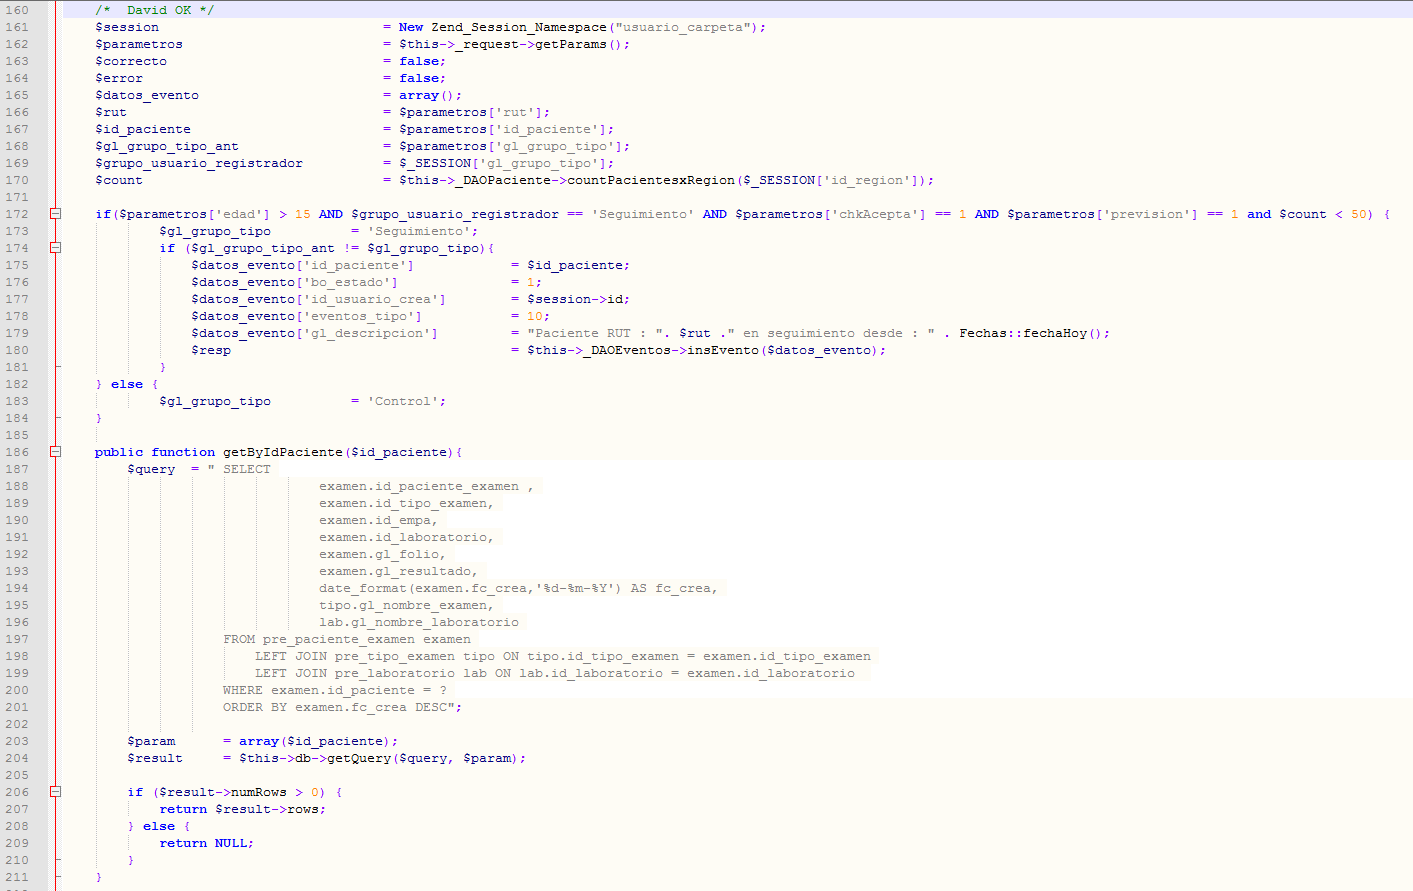 160 /*  David OK */
161 $session = New Zend_Session_Namespace("usuario_carpeta");
162 $parametros = $this->_request->getParams();
163 $correcto = false;
164 $error = false;
165 $datos_evento = array();
166 $rut = $parametros['rut'];
167 $id_paciente = $parametros['id_paciente'];
168 $gl_grupo_tipo_ant = $parametros['gl_grupo_tipo'];
169 $grupo_usuario_registrador = $_SESSION['gl_grupo_tipo'];
170 $count = $this->_DAOPaciente->countPacientesxRegion($_SESSION['id_region']);
171
172 if($parametros['edad'] > 15 AND $grupo_usuario_registrador == 'Seguimiento' AND $parametros['chkAcepta'] == 1 AND $parametros['prevision'] == 1 and $count < 50) {
173 $gl_grupo_tipo = 'Seguimiento';
174 if ($gl_grupo_tipo_ant != $gl_grupo_tipo){
175 $datos_evento['id_paciente'] = $id_paciente;
176 $datos_evento['bo_estado'] = 1;
177 $datos_evento['id_usuario_crea'] = $session->id;
178 $datos_evento['eventos_tipo'] = 10;
179 $datos_evento['gl_descripcion'] = "Paciente RUT : ". $rut ." en seguimiento desde : " . Fechas::fechaHoy();
180 $resp = $this->_DAOEventos->insEvento($datos_evento);
181 }
182 } else {
183 $gl_grupo_tipo = 'Control';
184 }
185
186 public function getByIdPaciente($id_paciente){
187 $query = " SELECT
188 examen.id_paciente_examen ,
189 examen.id_tipo_examen,
190 examen.id_empa,
191 examen.id_laboratorio,
192 examen.gl_folio,
193 examen.gl_resultado,
194 date_format(examen.fc_crea,'%d-%m-%Y') AS fc_crea,
195 tipo.gl_nombre_examen,
196 lab.gl_nombre_laboratorio
197 FROM pre_paciente_examen examen
198 LEFT JOIN pre_tipo_examen tipo ON tipo.id_tipo_examen = examen.id_tipo_examen
199 LEFT JOIN pre_laboratorio lab ON lab.id_laboratorio = examen.id_laboratorio
200 WHERE examen.id_paciente = ?
201 ORDER BY examen.fc_crea DESC";
202
203 $param = array($id_paciente);
204 $result = $this->db->getQuery($query, $param);
205
206 if ($result->numRows > 0) {
207 return $result->rows;
208 } else {
209 return NULL;
210 }
211 }